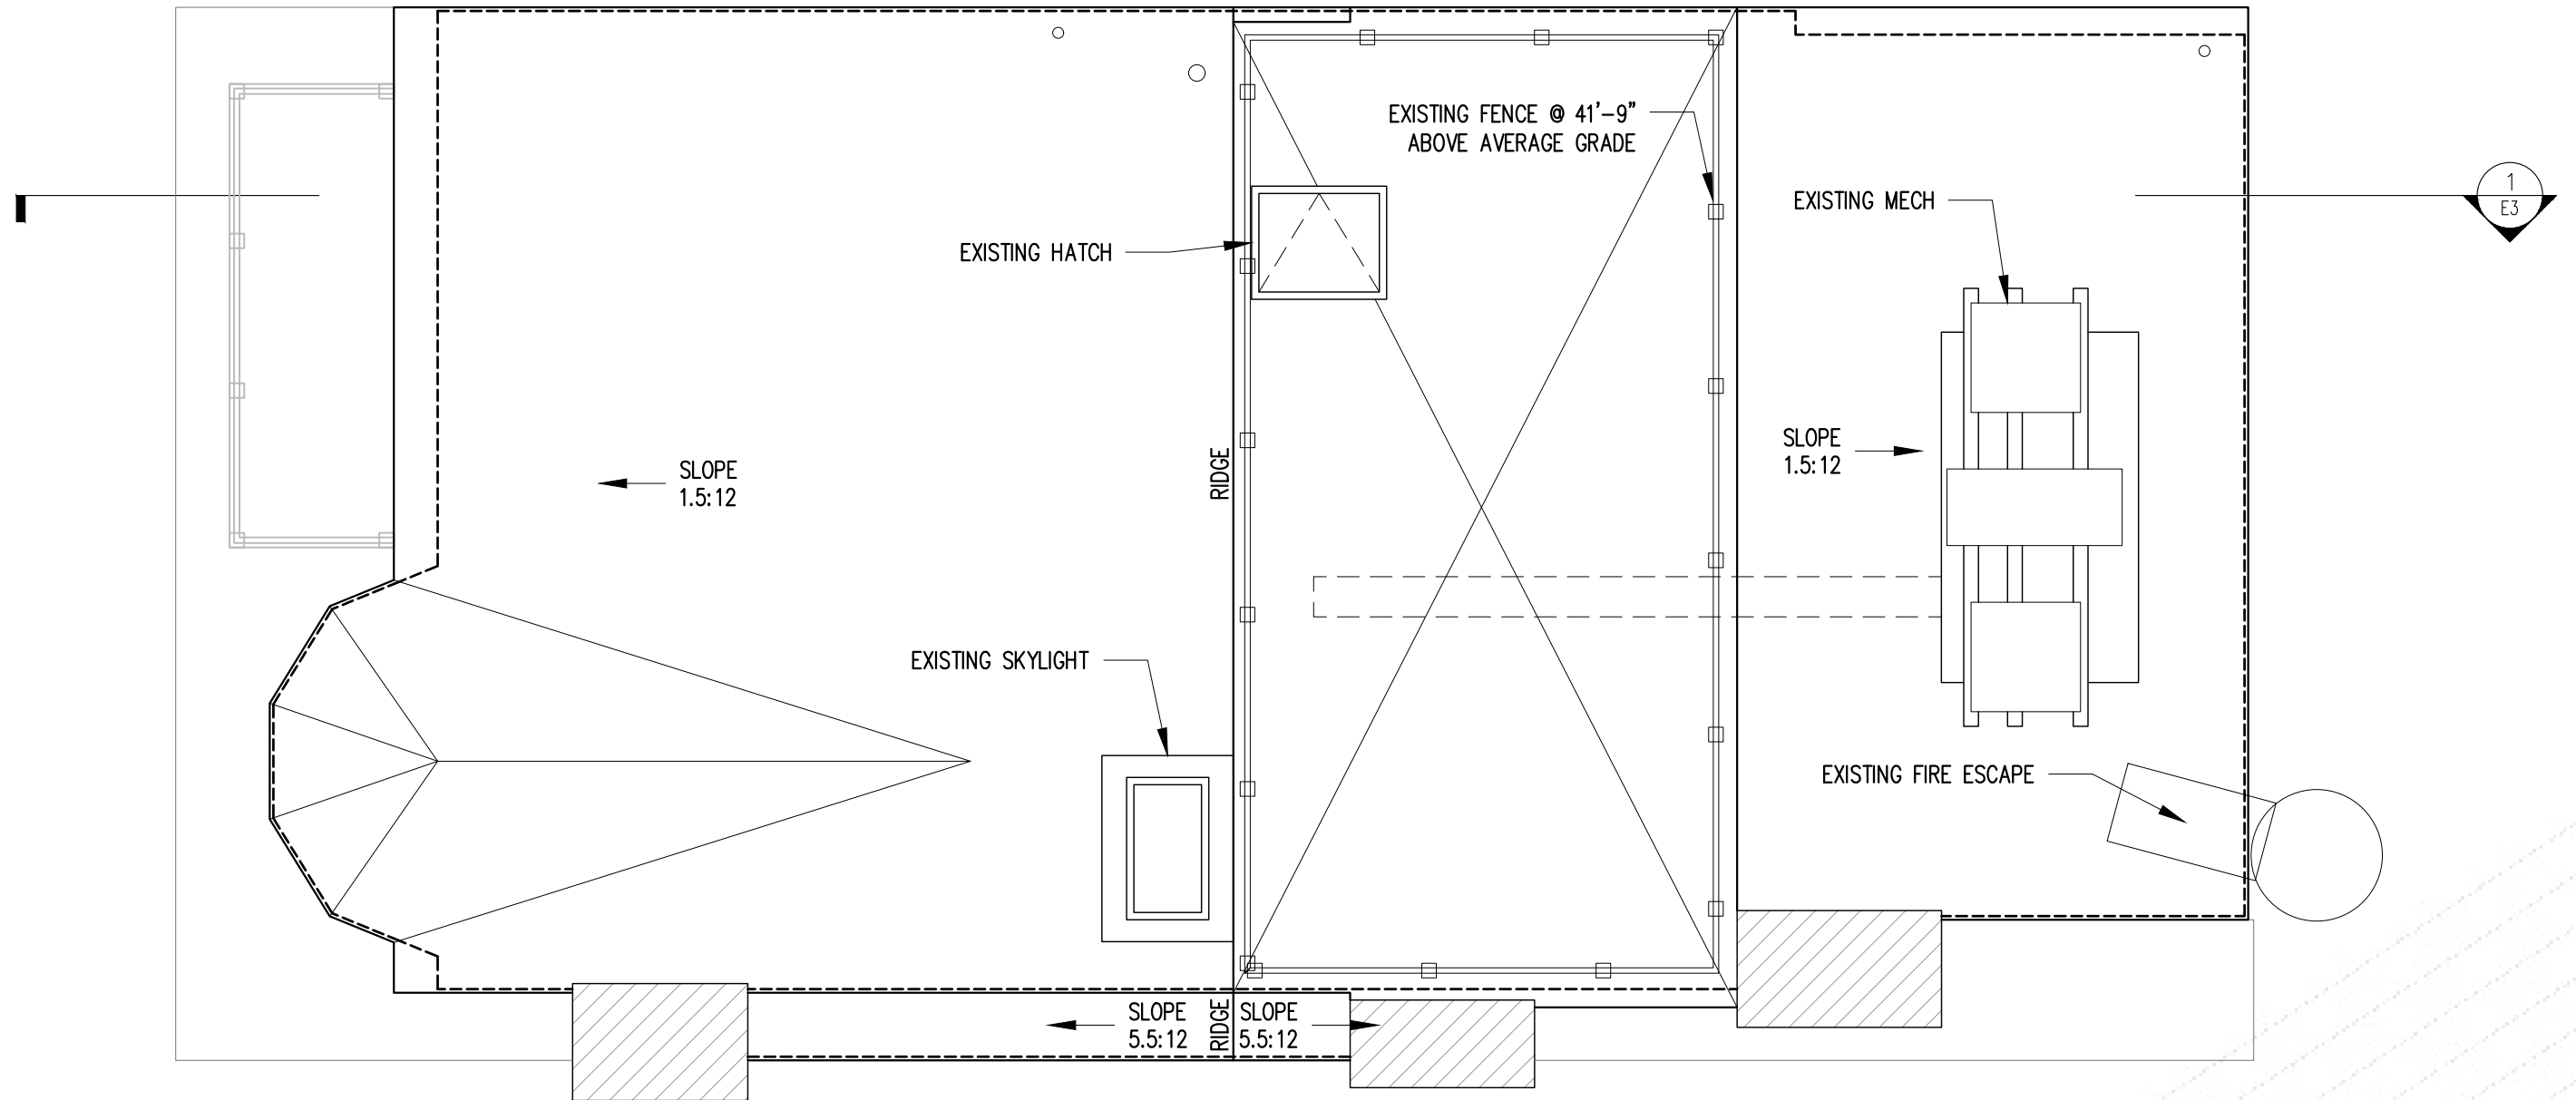 EXISTING FENCE @ 41'-9"
ABOVE AVERAGE GRADE
1
E3
EXISTING MECH
EXISTING HATCH
SLOPE
1.5:12
RIDGE
SLOPE
1.5:12
EXISTING SKYLIGHT
EXISTING FIRE ESCAPE
SLOPE
5.5:12
RIDGE
SLOPE
5.5:12